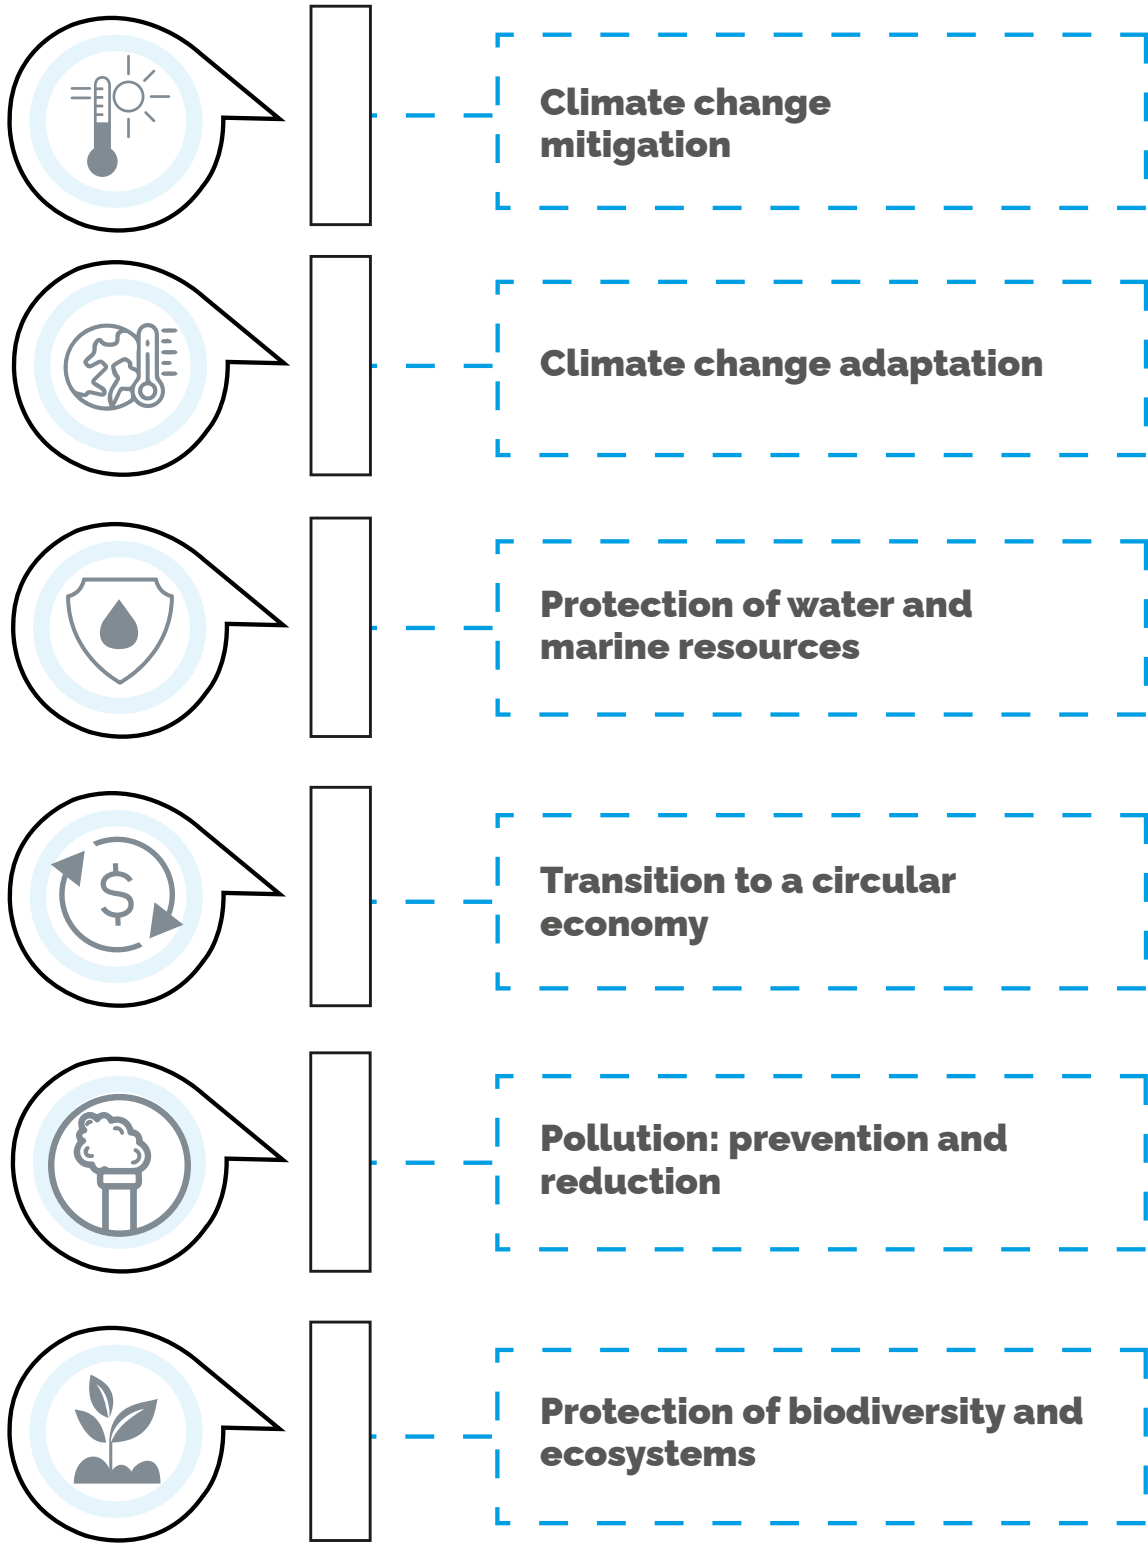 Climate change
mitigation
Climate change adaptation
Protection of water and
marine resources
$
Transition to a circular
economy
Pollution: prevention and
reduction
Protection of biodiversity and
ecosystems